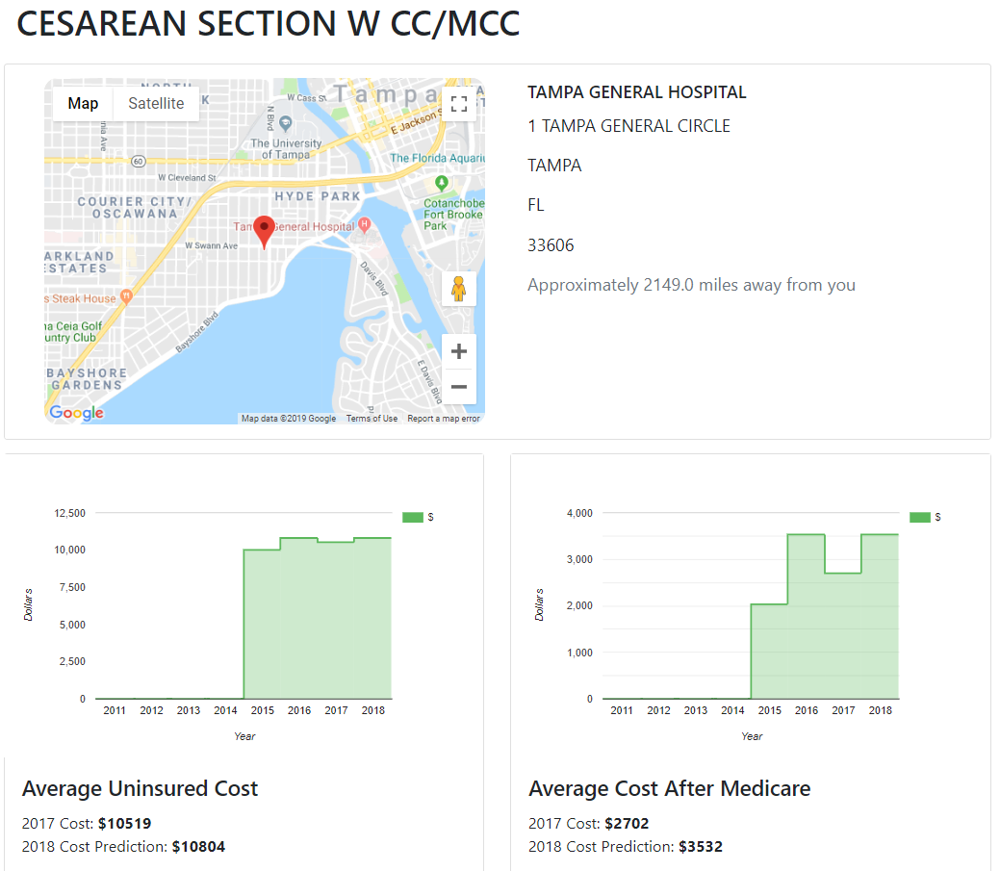 CESAREAN SECTION W CC/MCC
Map
Satellite
W Cass St
Tampa
N Blvd
E Jackson S
The University
of Tampa
The Florida Aquariu
60
W Cleveland St
HYDE PARK
COURIER CITY/
OSCAWANA
Cotanchobe
Fort Brooke
Park
General Hospital
H
W Swann Ave
ARKLAND
ESTATES
Davis Blvd
s Steak House
a Ceia Golf
untry Club
Bayshore Blvd
BAYSHORE
GARDENS
E Davis Blvd
Google
Map data ©2019 Google
Terms of Use
Report a map error
TAMPA GENERAL HOSPITAL
1 TAMPA GENERAL CIRCLE
TAMPA
FL
33606
Approximately 2149.0 miles away from you
12,500
10,000
7,500
5,000
2,500
0
Dollars
2011 2012 2013 2014 2015 2016 2017 2018
Year
$
Average Uninsured Cost
2017 Cost: $10519
2018 Cost Prediction: $10804
4,000
3,000
2,000
1,000
0
Dollars
2011 2012 2013 2014 2015 2016 2017 2018
Year
$
Average Cost After Medicare
2017 Cost: $2702
2018 Cost Prediction: $3532